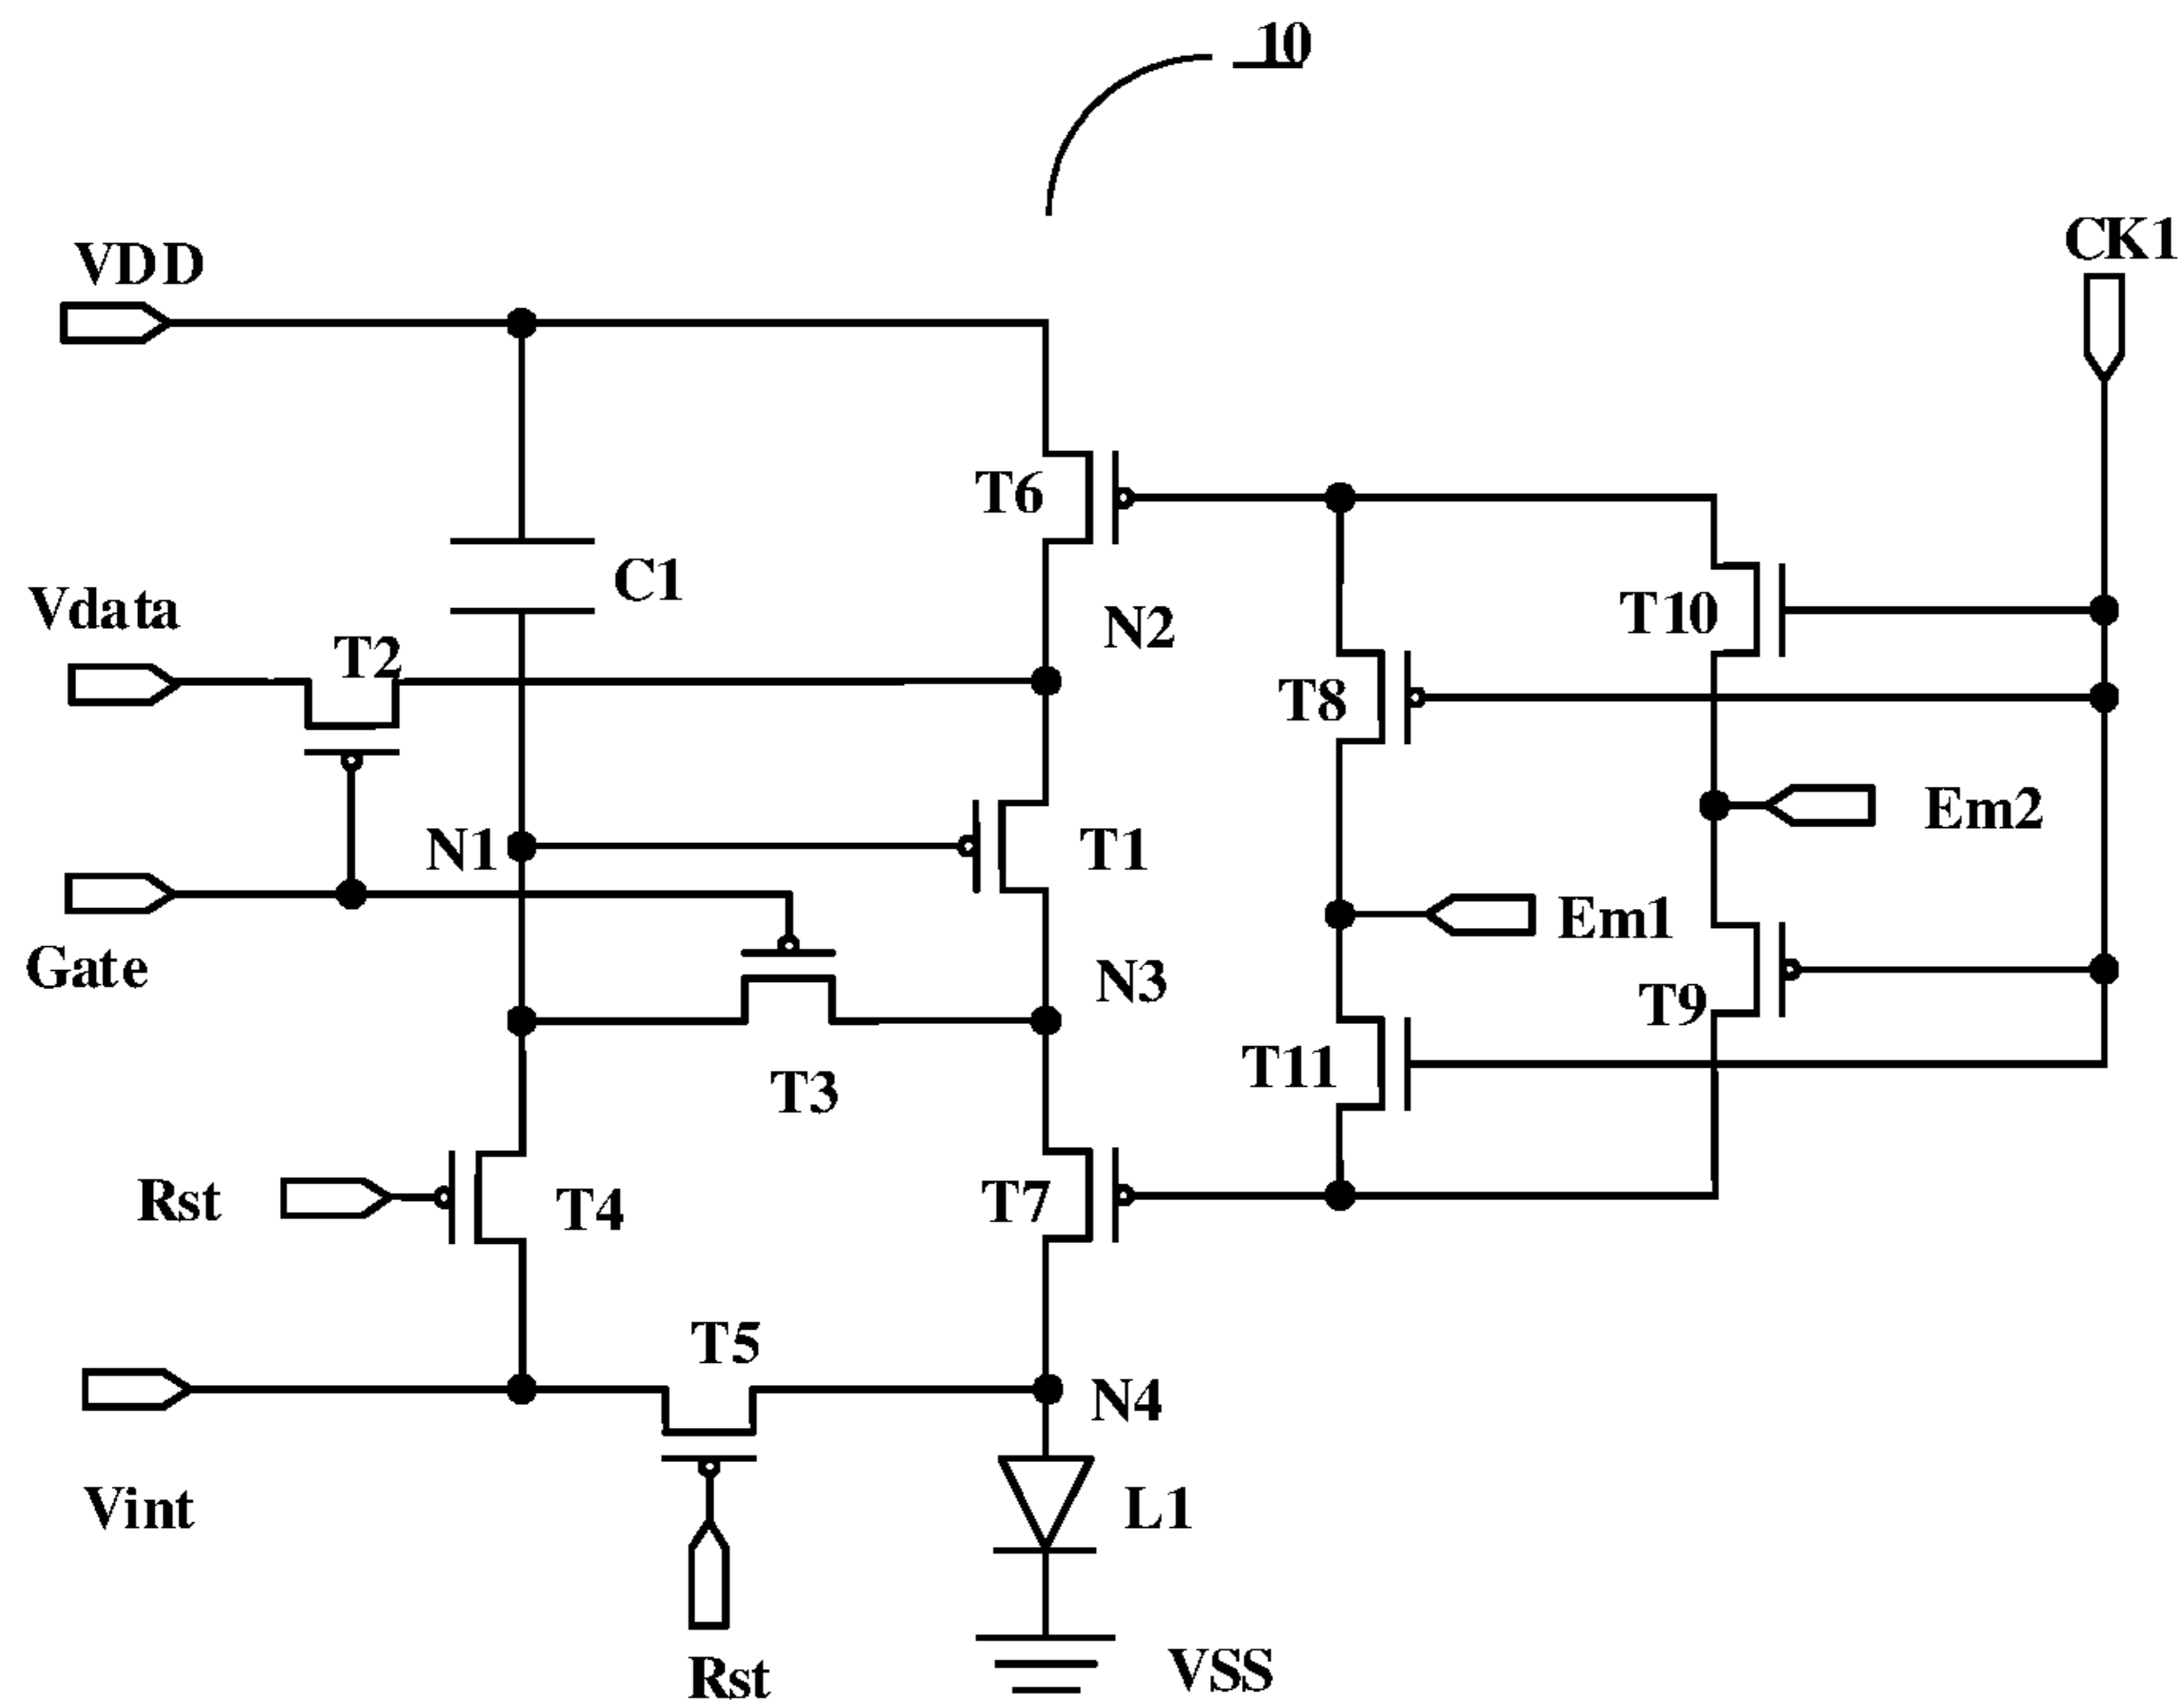 10
CK1
VDD
T6
C1
Vdata
T2
N2
T10
T8
N1
T1
Em2
Em1
Gate
N3
T9
T11
T3
Rst
T4
T7
T5
N4
Vint
L1
Rst
VSS